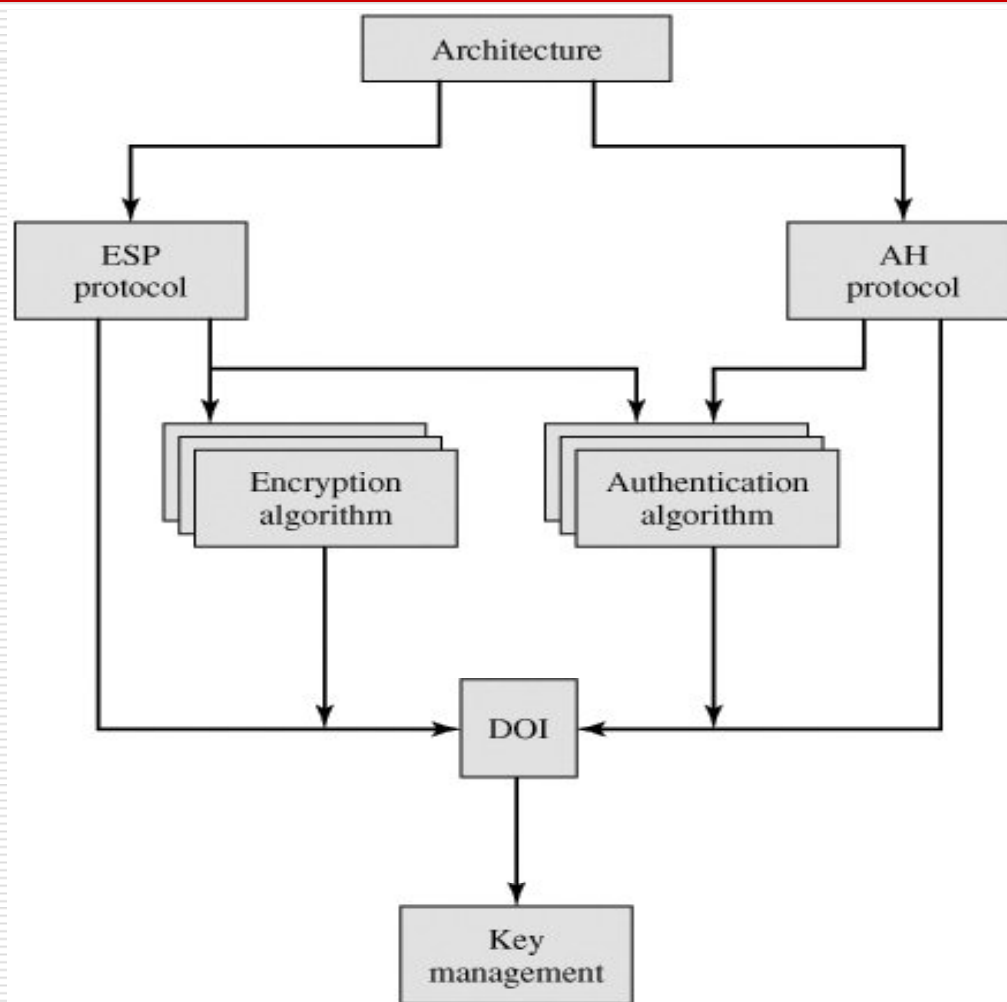 Architecture
ESP
protocol
AH
protocol
Encryption
algorithm
Authentication
algorithm
DOI
Key
management